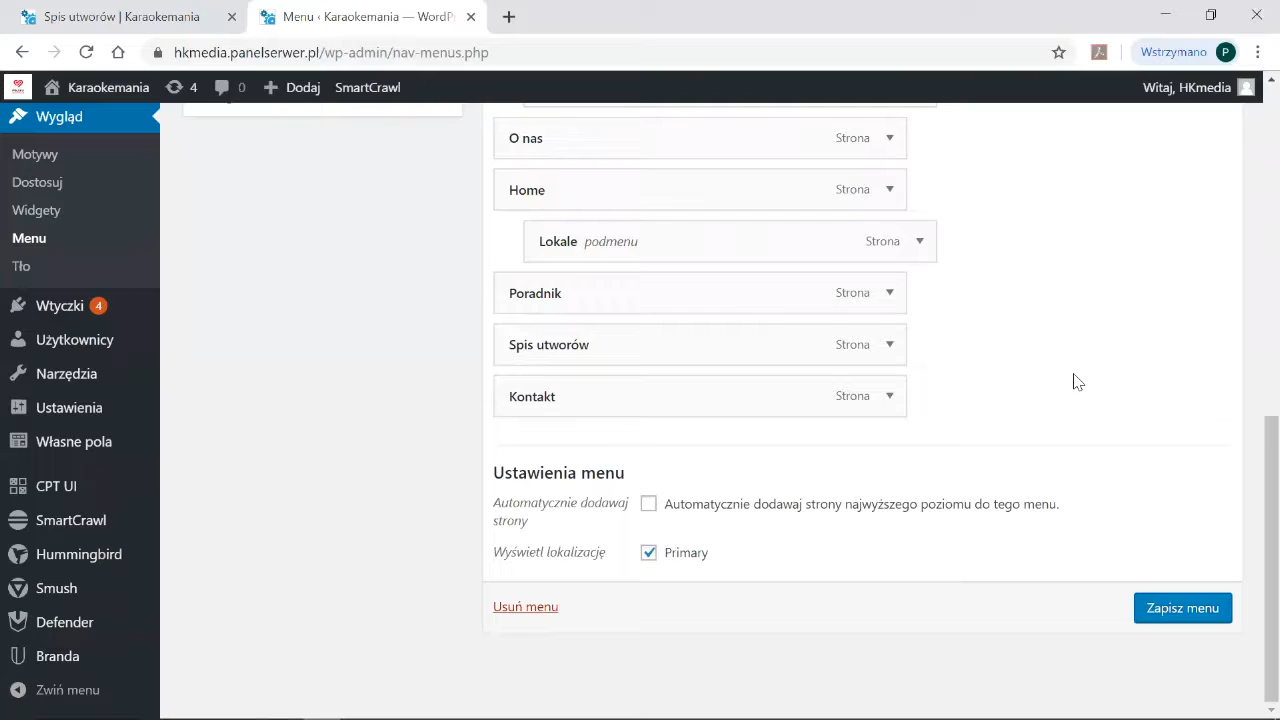 Spis utworów | Karaokemania
Menu ‹ Karaokemania — WordPr
hkmedia.panelserwer.pl/wp-admin/nav-menus.php
Wstrzymano P
Karaokemania 4 0 Dodaj SmartCrawl Witaj, HKmedia
Wygląd
Motywy
Dostosuj
Widgety
Menu
Tło
Wtyczki 4
Użytkownicy
Narzędzia
Ustawienia
Własne pola
CPT UI
SmartCrawl
Hummingbird
Smush
Defender
Branda
Zwiń menu
O nas Strona
Home Strona
Lokale podmenu Strona
Poradnik Strona
Spis utworów Strona
Kontakt Strona
Ustawienia menu
Automatycznie dodawaj
strony
Automatycznie dodawaj strony najwyższego poziomu do tego menu.
Wyświetl lokalizację Primary
Usuń menu Zapisz menu